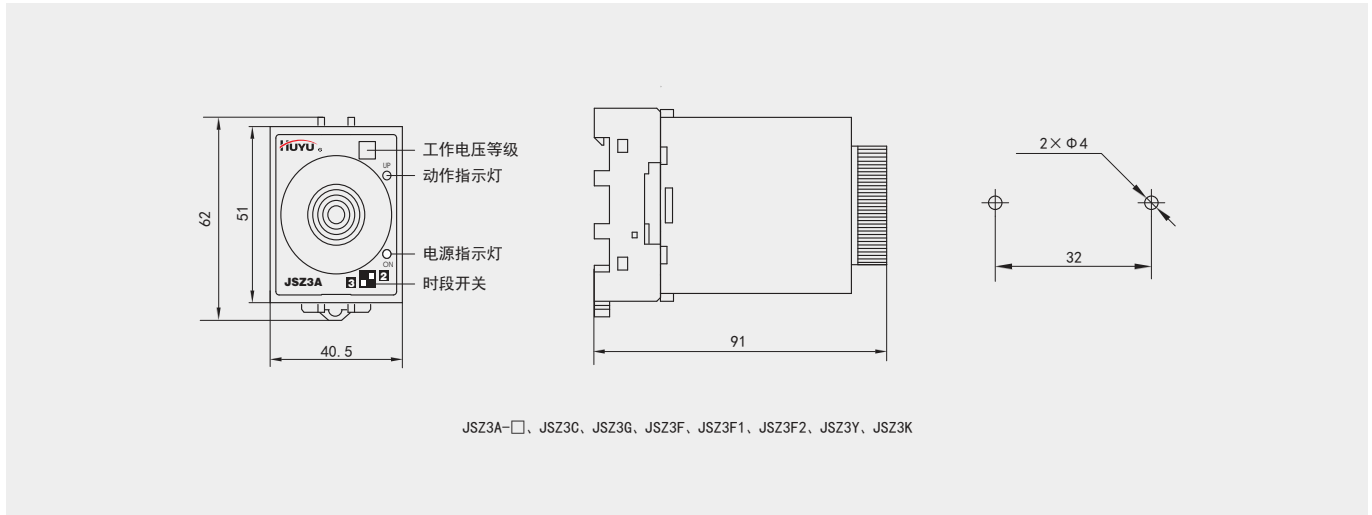 HUYU
UP
ON
JSZ3A
3
2
工作电压等级
动作指示灯
电源指示灯
时段开关
62
51
40.5
91
2×Φ4
32
JSZ3A-□、JSZ3C、JSZ3G、JSZ3F、JSZ3F1、JSZ3F2、JSZ3Y、JSZ3K